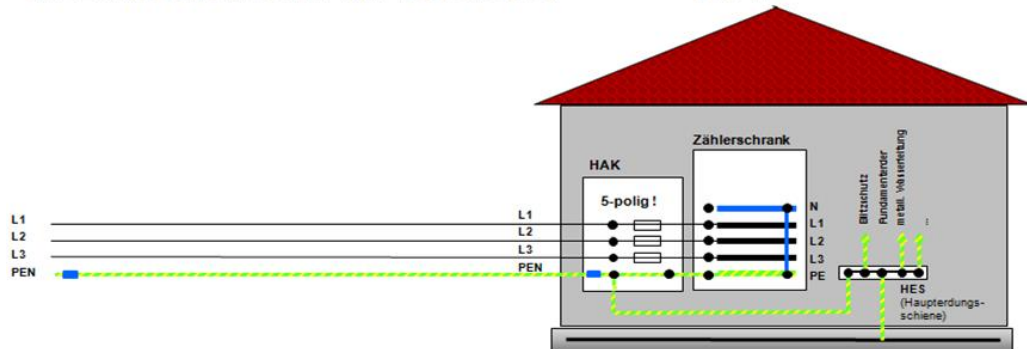 Zählerschrank
HAK
5-polig !
Blitzschutz
Fundamenterder
metall. Wasserleitung
...
N
L1
L1
L1
L2
L2
L2
L3
L3
L3
PEN
PEN
PE
HES
(Haupterdungs-
schiene)